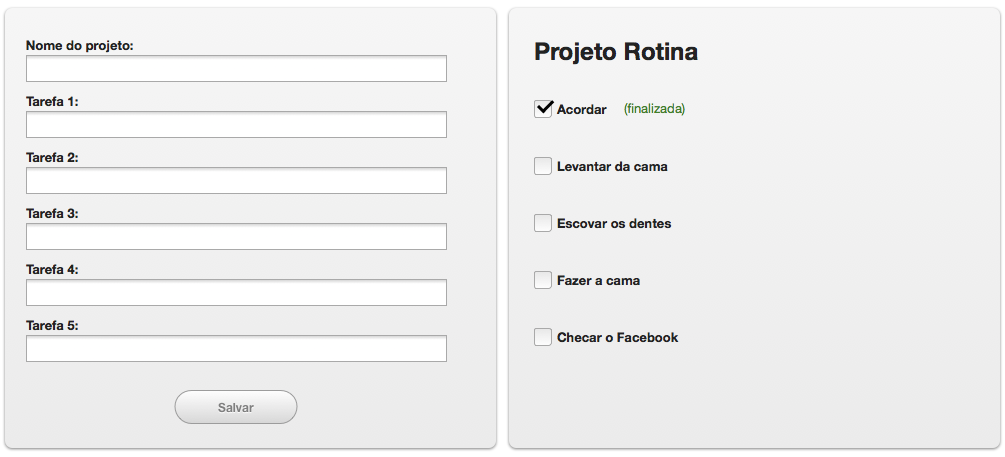 Nome do projeto:
Tarefa 1:
Tarefa 2:
Tarefa 3:
Tarefa 4:
Tarefa 5:
Salvar
Projeto Rotina
Acordar (finalizada)
Levantar da cama
Escovar os dentes
Fazer a cama
Checar o Facebook